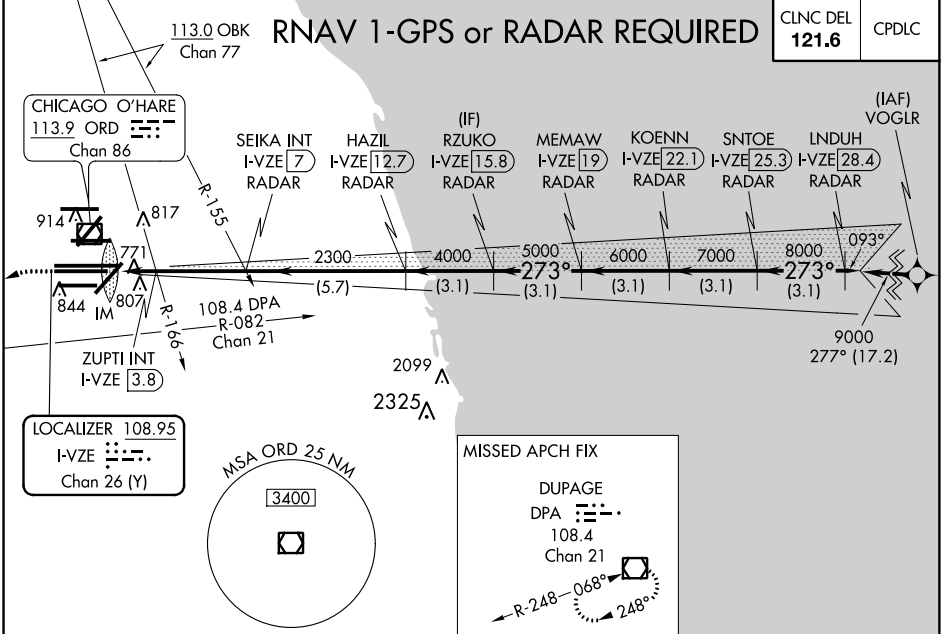 113.0 OBK
Chan 77
RNAV 1-GPS or RADAR REQUIRED
CLNC DEL
121.6
CPDLC
CHICAGO O'HARE
113.9 ORD
Chan 86
SEIKA INT
I-VZE 7
RADAR
HAZIL
I-VZE 12.7
RADAR
(IF)
RZUKO
I-VZE 15.8
RADAR
MEMAW
I-VZE 19
RADAR
KOENN
I-VZE 22.1
RADAR
SNTOE
I-VZE 25.3
RADAR
LNDUH
I-VZE 28.4
RADAR
(IAF)
VOGLR
R-155
914
817
771
807
844
IM
2300
4000
5000
6000
7000
8000
093°
273°
273°
(5.7)
(3.1)
(3.1)
(3.1)
(3.1)
(3.1)
9000
277° (17.2)
108.4 DPA
R-082
Chan 21
R-166
ZUPTI INT
I-VZE 3.8
2099
2325
LOCALIZER 108.95
I-VZE
Chan 26 (Y)
MSA ORD 25 NM
3400
MISSED APCH FIX
DUPAGE
DPA
108.4
Chan 21
R-248
068°
248°